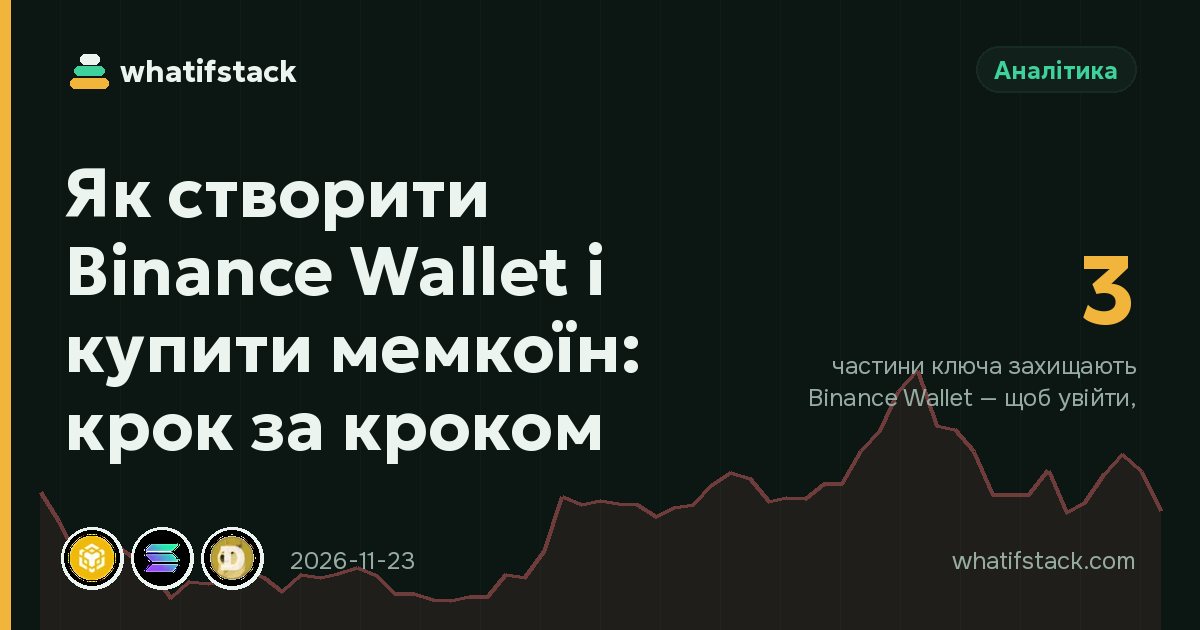 whatifstack
Аналітика
Як створити
Binance Wallet і
купити мемкоїн:
крок за кроком
3
частини ключа захищають
Binance Wallet — щоб увійти,
2026-11-23
whatifstack.com